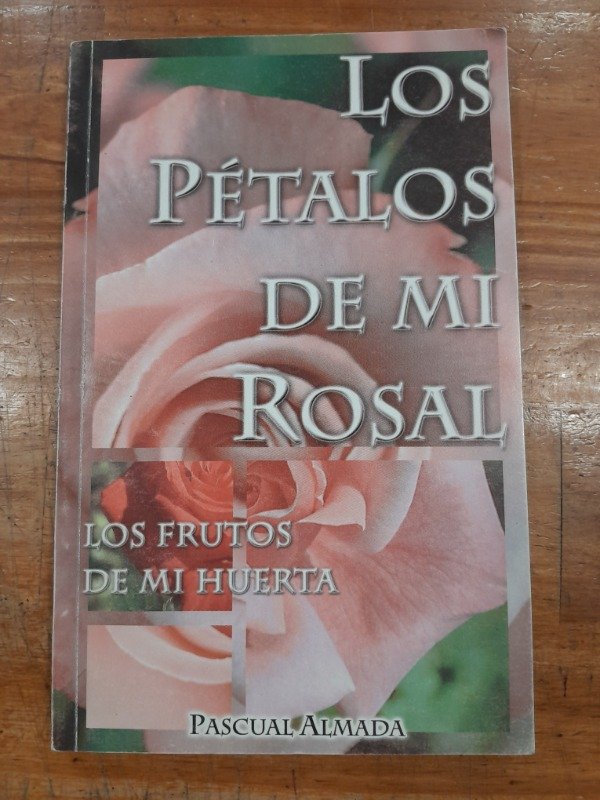 LOS
PÉTALOS
DE MI
ROSAL
LOS FRUTOS
DE MI HUERTA
PASCUAL ALMADA